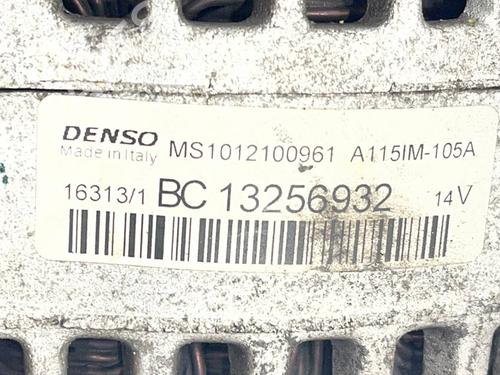 DENSO MS1012100961 A115IM-105A
Made in Italy
16313/1 BC 13256932 14V